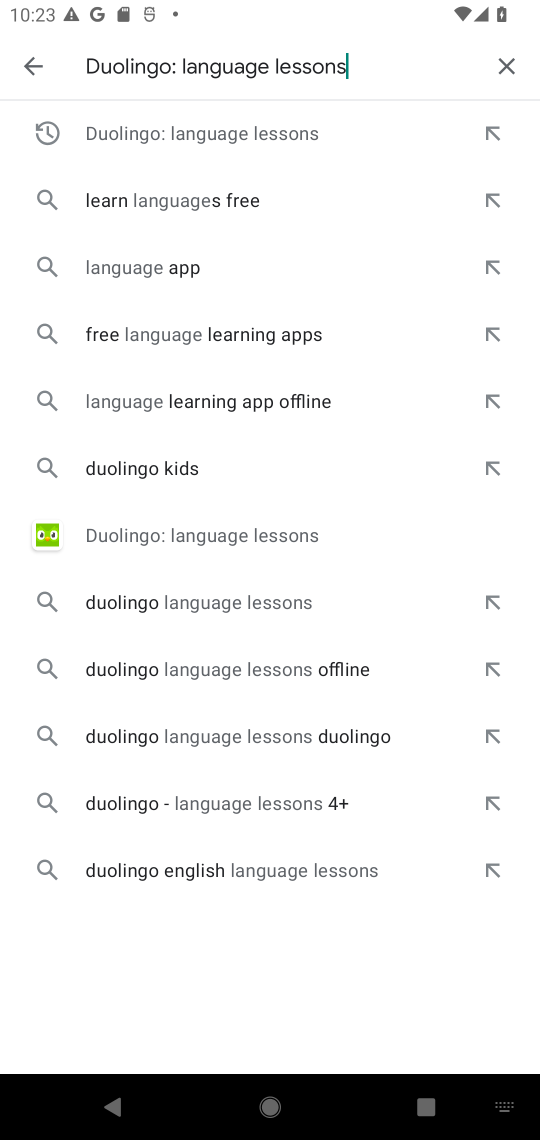 10:23
Duolingo: language lessons
Duolingo: language lessons
learn languages free
language app
free language learning apps
language learning app offline
duolingo kids
Duolingo: language lessons
duolingo language lessons
duolingo language lessons offline
duolingo language lessons duolingo
duolingo - language lessons 4+
duolingo english language lessons